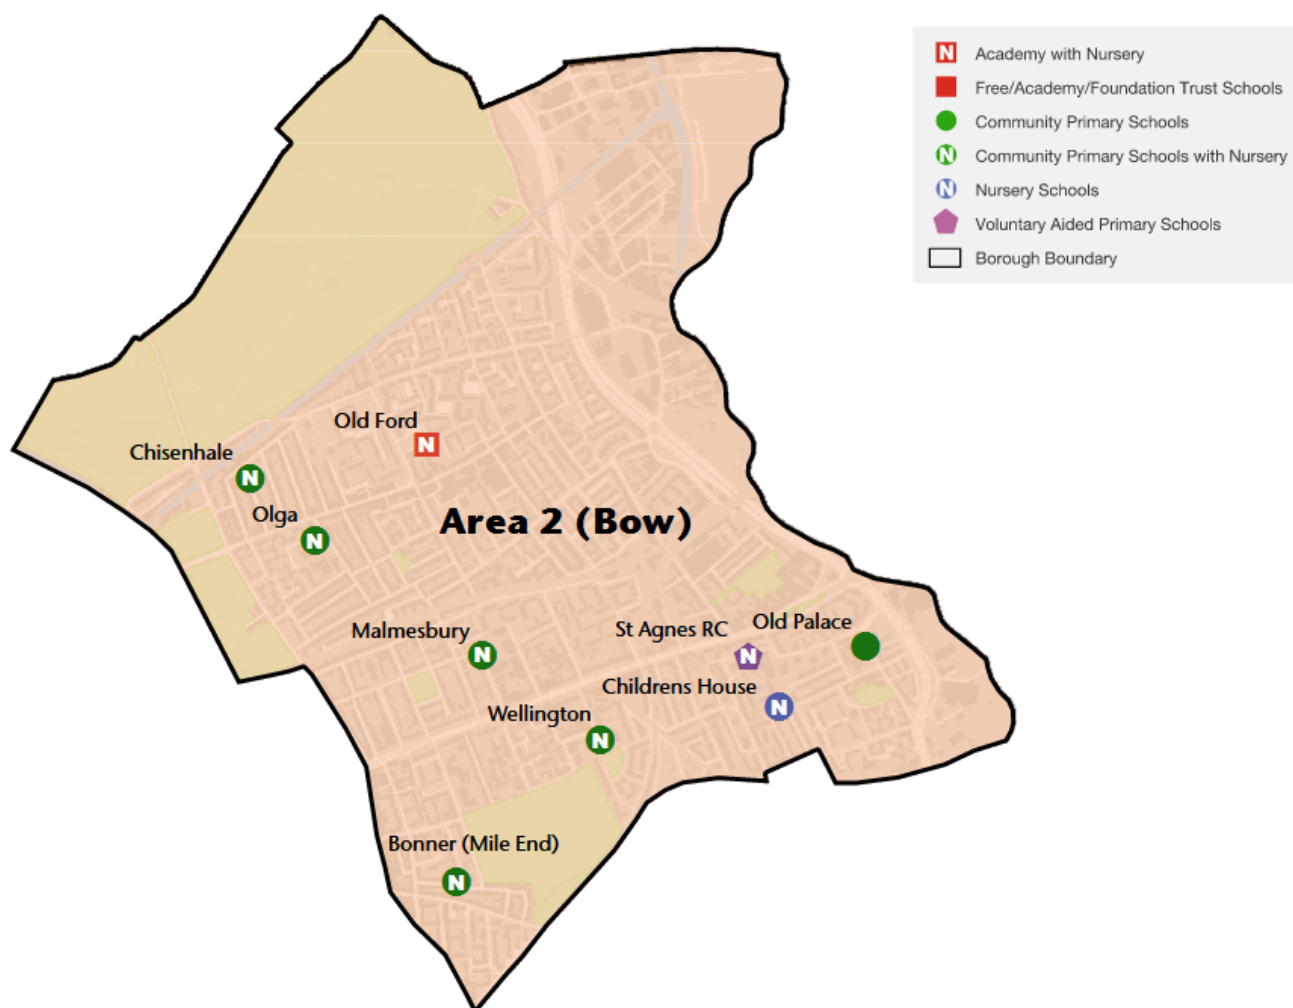 N Academy with Nursery
Free/Academy/Foundation Trust Schools
Community Primary Schools
N Community Primary Schools with Nursery
N Nursery Schools
Voluntary Aided Primary Schools
Borough Boundary
Old Ford
N
Chisenhale
N
Olga
N
Area 2 (Bow)
Malmesbury
N
St Agnes RC
N
Old Palace
Childrens House
N
Wellington
N
Bonner (Mile End)
N